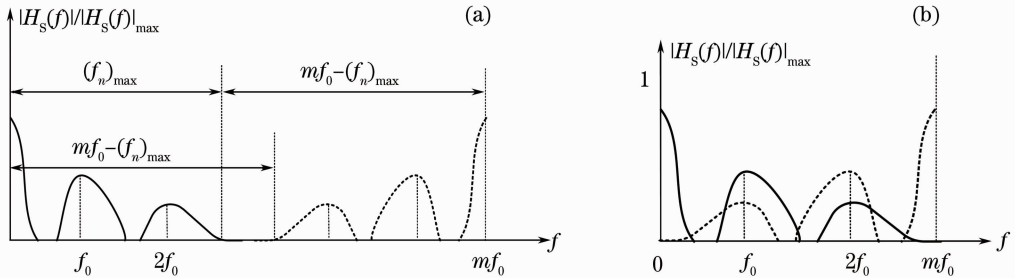 |H_S(f)|/|H_S(f)|_max
(a)
(f_n)_max
mf_0−(f_n)_max
mf_0−(f_n)_max
f_0
2f_0
mf_0
f
(b)
|H_S(f)|/|H_S(f)|_max
1
0
f_0
2f_0
mf_0
f